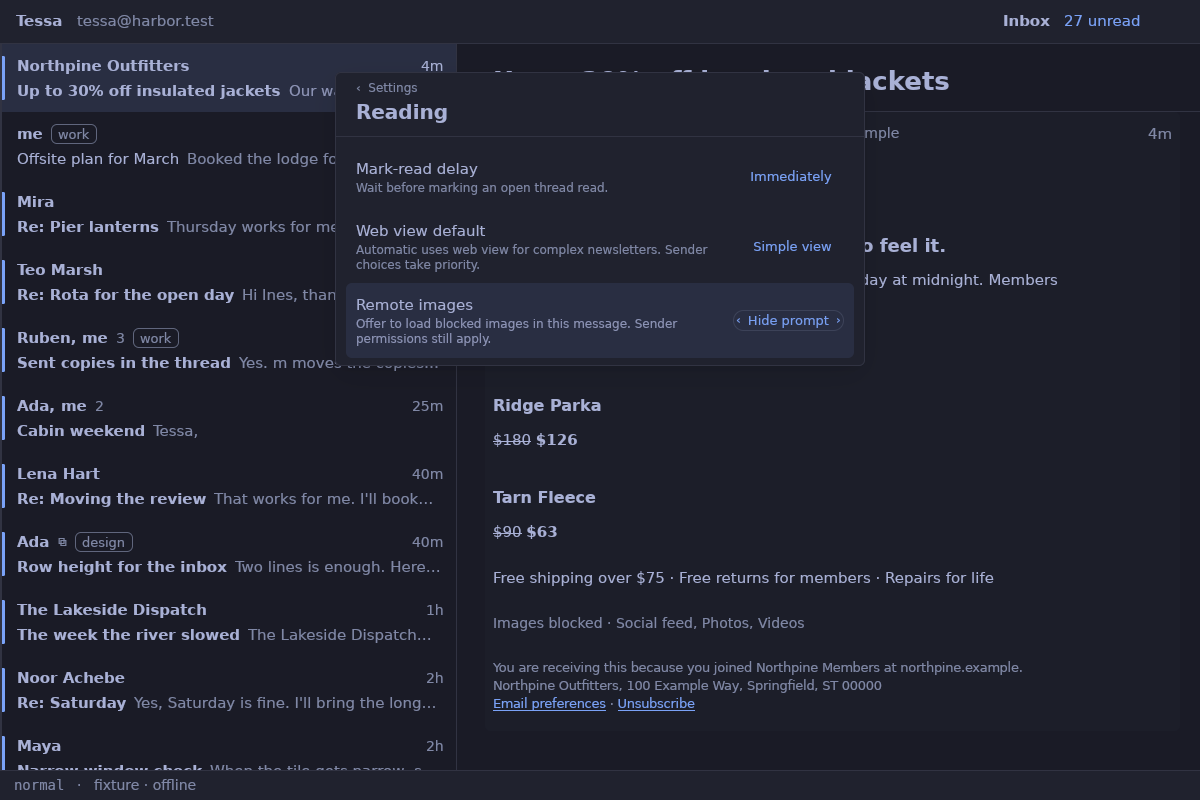 Tessa tessa@harbor.test Inbox 27 unread
Northpine Outfitters 4m
Up to 30% off insulated jackets Our wa
me work
Offsite plan for March Booked the lodge fo
Mira
Re: Pier lanterns Thursday works for me
Teo Marsh
Re: Rota for the open day Hi Ines, than
Ruben, me 3 work
Sent copies in the thread Yes. m moves the copies…
Ada, me 2 25m
Cabin weekend Tessa,
Lena Hart 40m
Re: Moving the review That works for me. I'll book…
Ada design 40m
Row height for the inbox Two lines is enough. Here…
The Lakeside Dispatch 1h
The week the river slowed The Lakeside Dispatch…
Noor Achebe 2h
Re: Saturday Yes, Saturday is fine. I'll bring the long…
Maya 2h
Narrow window check When the tile gets narrow, s
‹ Settings
Reading
Mark-read delay
Wait before marking an open thread read.
Immediately
Web view default
Automatic uses web view for complex newsletters. Sender
choices take priority.
Simple view
Remote images
Offer to load blocked images in this message. Sender
permissions still apply.
‹ Hide prompt ›
jackets
mple 4m
o feel it.
day at midnight. Members
Ridge Parka
$180 $126
Tarn Fleece
$90 $63
Free shipping over $75 · Free returns for members · Repairs for life
Images blocked · Social feed, Photos, Videos
You are receiving this because you joined Northpine Members at northpine.example.
Northpine Outfitters, 100 Example Way, Springfield, ST 00000
Email preferences · Unsubscribe
normal · fixture · offline